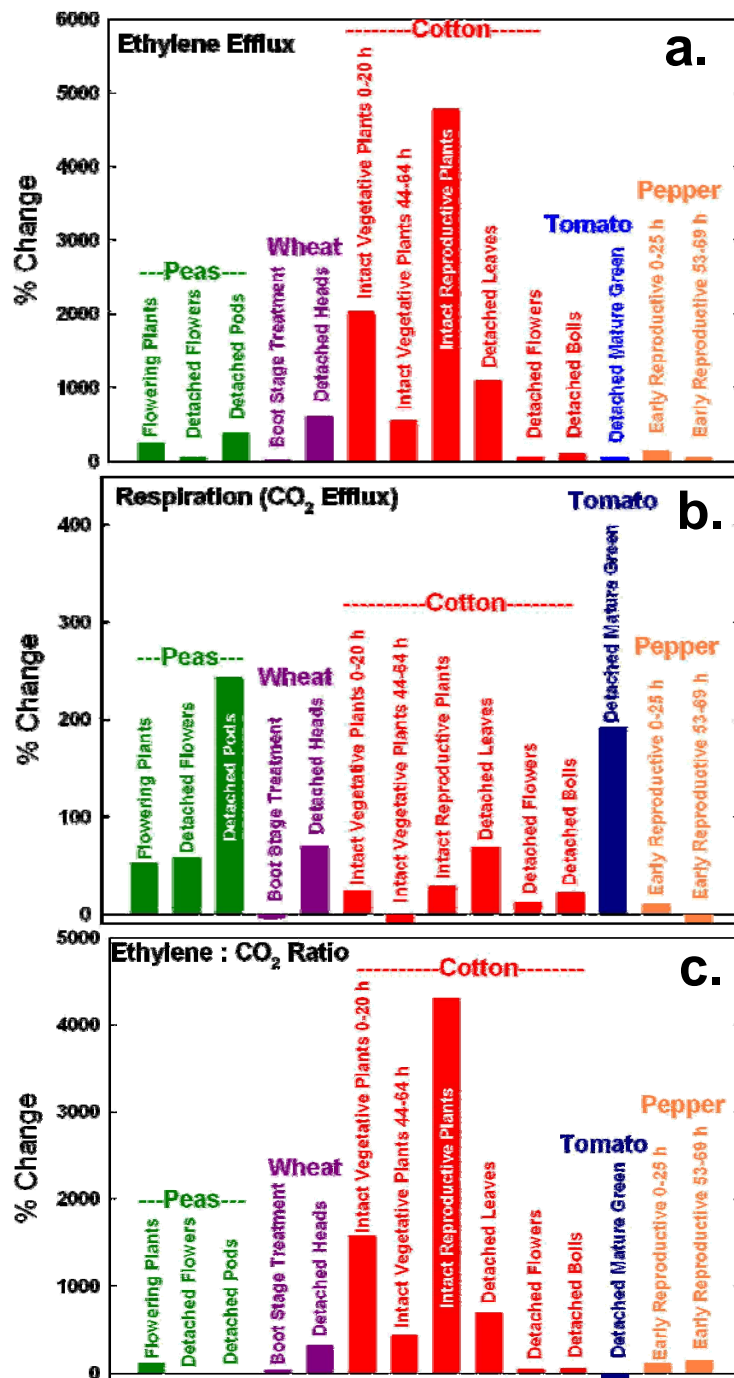 Ethylene Efflux
a.
% Change
6000
5000
4000
3000
2000
1000
0
---Peas---
Flowering Plants
Detached Flowers
Detached Pods
Wheat
Boot Stage Treatment
Detached Heads
--------Cotton--------
Intact Vegetative Plants 0-20 h
Intact Vegetative Plants 44-64 h
Intact Reproductive Plants
Detached Leaves
Detached Flowers
Detached Bolls
Tomato
Detached Mature Green
Pepper
Early Reproductive 0-25 h
Early Reproductive 53-69 h
Respiration (CO₂ Efflux)
b.
% Change
400
300
200
100
0
---Peas---
Flowering Plants
Detached Flowers
Detached Pods
Wheat
Boot Stage Treatment
Detached Heads
---------Cotton---------
Intact Vegetative Plants 0-20 h
Intact Vegetative Plants 44-64 h
Intact Reproductive Plants
Detached Leaves
Detached Flowers
Detached Bolls
Tomato
Detached Mature Green
Pepper
Early Reproductive 0-25 h
Early Reproductive 53-69 h
Ethylene : CO₂ Ratio
c.
% Change
5000
4000
3000
2000
1000
0
---Peas---
Flowering Plants
Detached Flowers
Detached Pods
Wheat
Boot Stage Treatment
Detached Heads
--------Cotton--------
Intact Vegetative Plants 0-20 h
Intact Vegetative Plants 44-64 h
Intact Reproductive Plants
Detached Leaves
Detached Flowers
Detached Bolls
Tomato
Detached Mature Green
Pepper
Early Reproductive 0-25 h
Early Reproductive 53-69 h